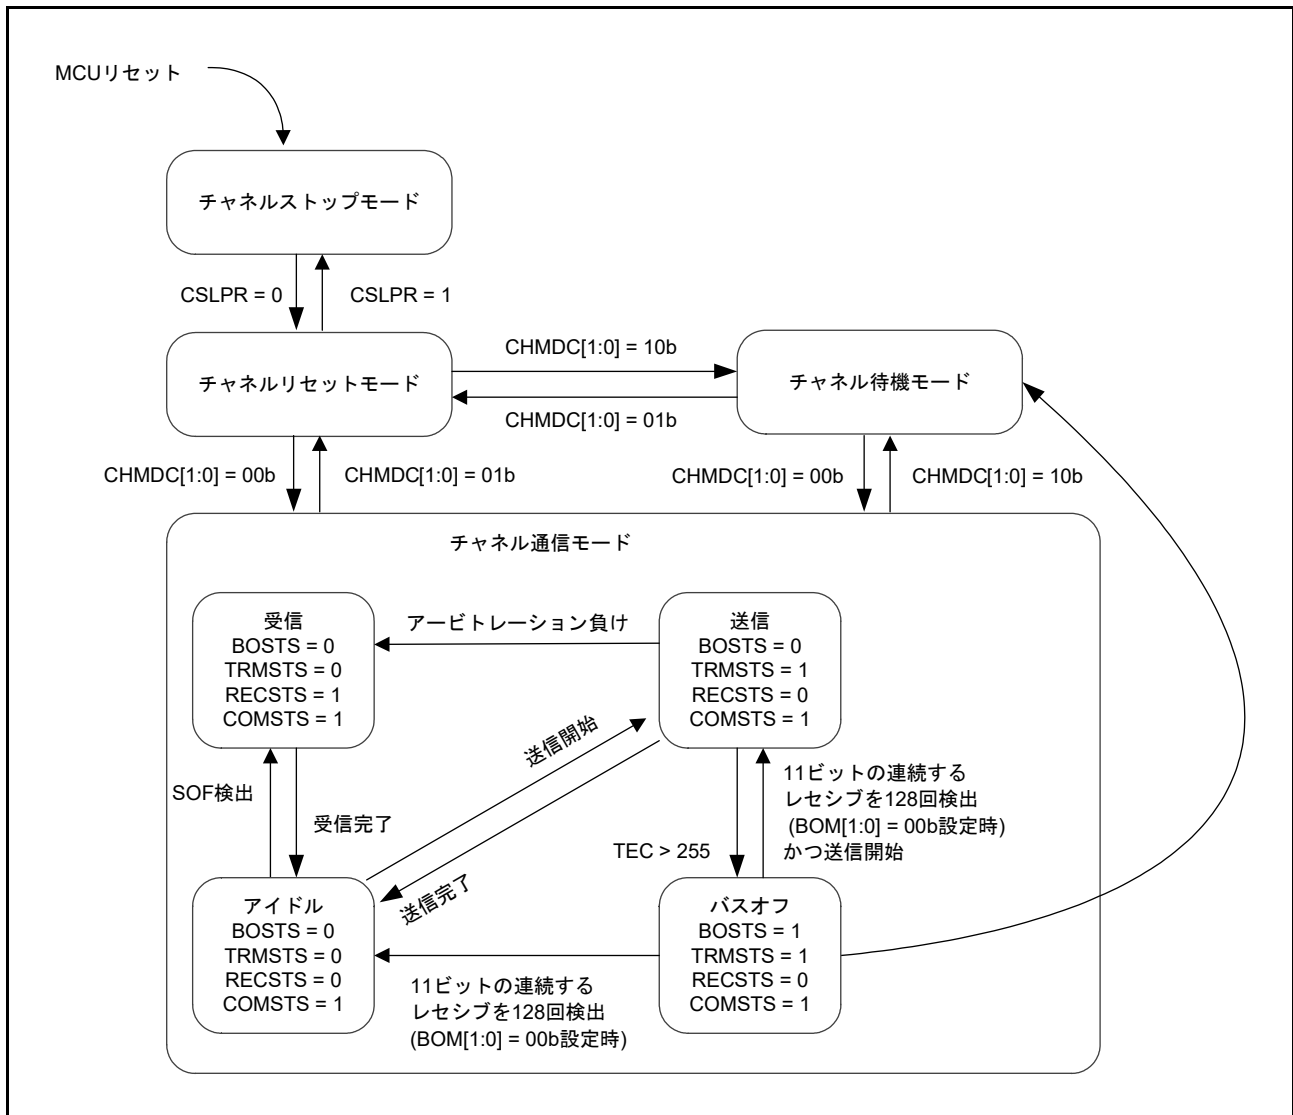 MCUリセット
チャネルストップモード
CSLPR = 0
CSLPR = 1
チャネルリセットモード
CHMDC[1:0] = 10b
CHMDC[1:0] = 01b
チャネル待機モード
CHMDC[1:0] = 00b
CHMDC[1:0] = 01b
CHMDC[1:0] = 00b
CHMDC[1:0] = 10b
チャネル通信モード
受信
BOSTS = 0
TRMSTS = 0
RECSTS = 1
COMSTS = 1
アービトレーション負け
送信
BOSTS = 0
TRMSTS = 1
RECSTS = 0
COMSTS = 1
SOF検出
受信完了
送信開始
送信完了
TEC > 255
11ビットの連続する
レセシブを128回検出
(BOM[1:0] = 00b設定時)
かつ送信開始
アイドル
BOSTS = 0
TRMSTS = 0
RECSTS = 0
COMSTS = 1
11ビットの連続する
レセシブを128回検出
(BOM[1:0] = 00b設定時)
バスオフ
BOSTS = 1
TRMSTS = 1
RECSTS = 0
COMSTS = 1